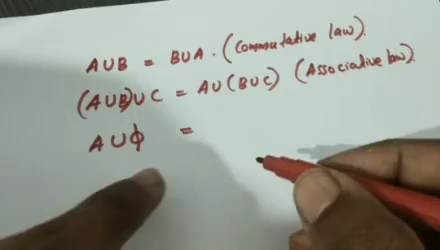 A∪B = B∪A. (Commutative law).
(A∪B)∪C = A∪(B∪C) (Associative law).
A∪ϕ =